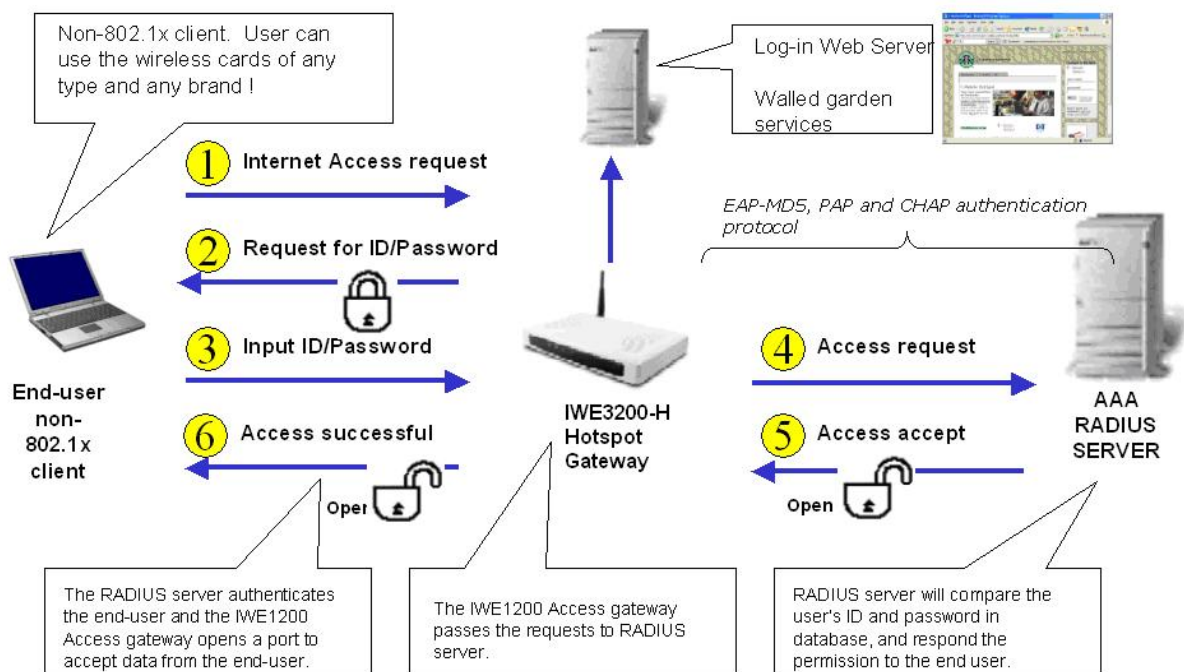 Non-802.1x client.  User can
use the wireless cards of any
type and any brand !
Log-in Web Server
Walled garden
services
1 Internet Access request
EAP-MD5, PAP and CHAP authentication
protocol
2 Request for ID/Password
3 Input ID/Password
4 Access request
End-user
non-
802.1x
client
IWE3200-H
Hotspot
Gateway
AAA
RADIUS
SERVER
6 Access successful
5 Access accept
Oper
Open
The RADIUS server authenticates
the end-user and the IWE1200
Access gateway opens a port to
accept data from the end-user.
The IWE1200 Access gateway
passes the requests to RADIUS
server.
RADIUS server will compare the
user's ID and password in
database, and respond the
permission to the end user.